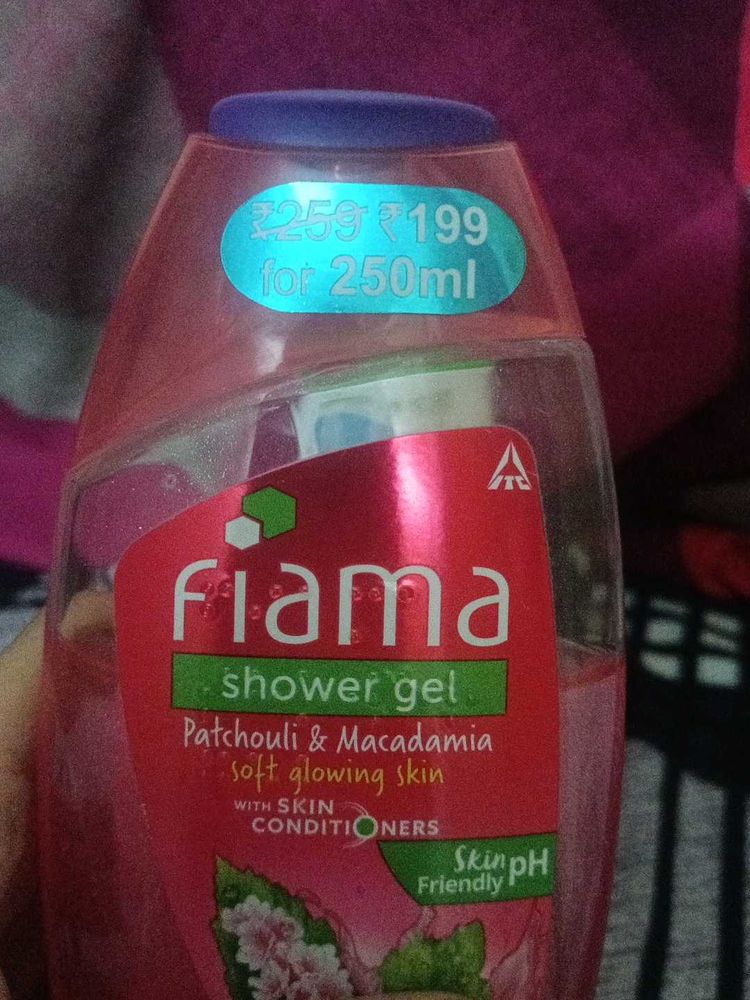 ₹259 ₹199
for 250ml
ITC
fiama
shower gel
Patchouli & Macadamia
soft glowing skin
WITH SKIN
CONDITIONERS
Skin pH
Friendly